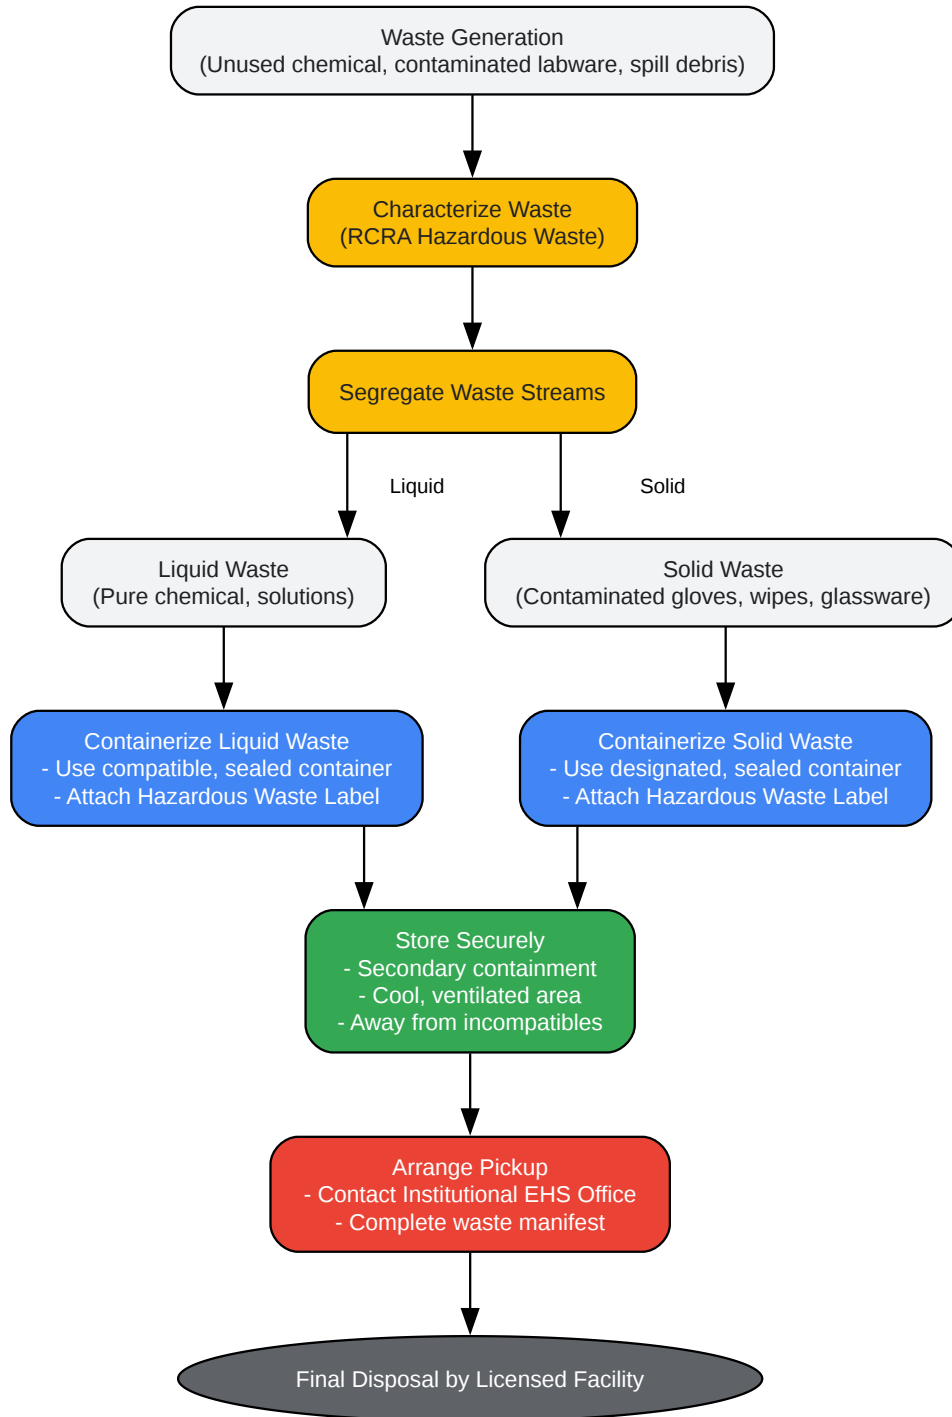 Waste Generation
(Unused chemical, contaminated labware, spill debris)
Characterize Waste
(RCRA Hazardous Waste)
Segregate Waste Streams
Liquid
Solid
Liquid Waste
(Pure chemical, solutions)
Solid Waste
(Contaminated gloves, wipes, glassware)
Containerize Liquid Waste
- Use compatible, sealed container
- Attach Hazardous Waste Label
Containerize Solid Waste
- Use designated, sealed container
- Attach Hazardous Waste Label
Store Securely
- Secondary containment
- Cool, ventilated area
- Away from incompatibles
Arrange Pickup
- Contact Institutional EHS Office
- Complete waste manifest
Final Disposal by Licensed Facility